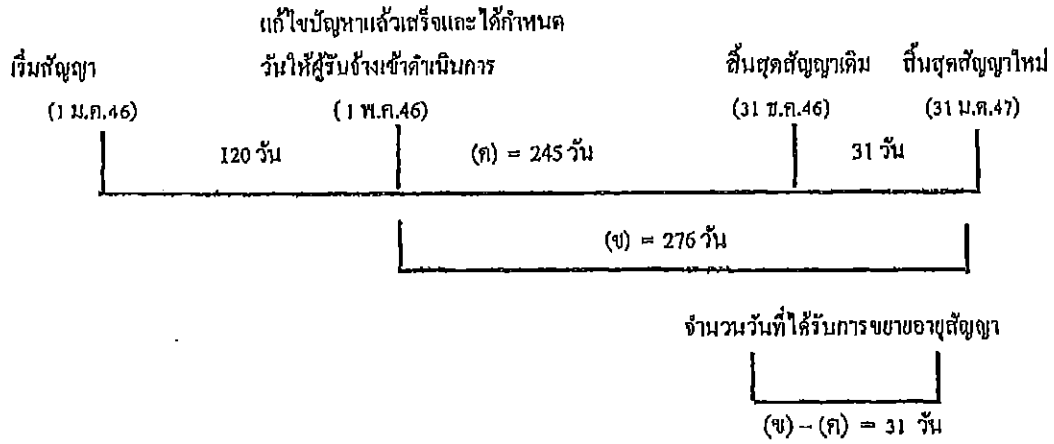 แก้ไขปัญหาแล้วเสร็จและได้กำหนด
เริ่มสัญญา
วันให้ผู้รับจ้างเข้าดำเนินการ
สิ้นสุดสัญญาเดิม
สิ้นสุดสัญญาใหม่
(1 ม.ค.46)
(1 พ.ค.46)
(31 ธ.ค.46)
(31 ม.ค.47)
120 วัน
(ค) = 245 วัน
31 วัน
(ข) = 276 วัน
จำนวนวันที่ได้รับการขยายอายุสัญญา
(ข) – (ค) = 31 วัน